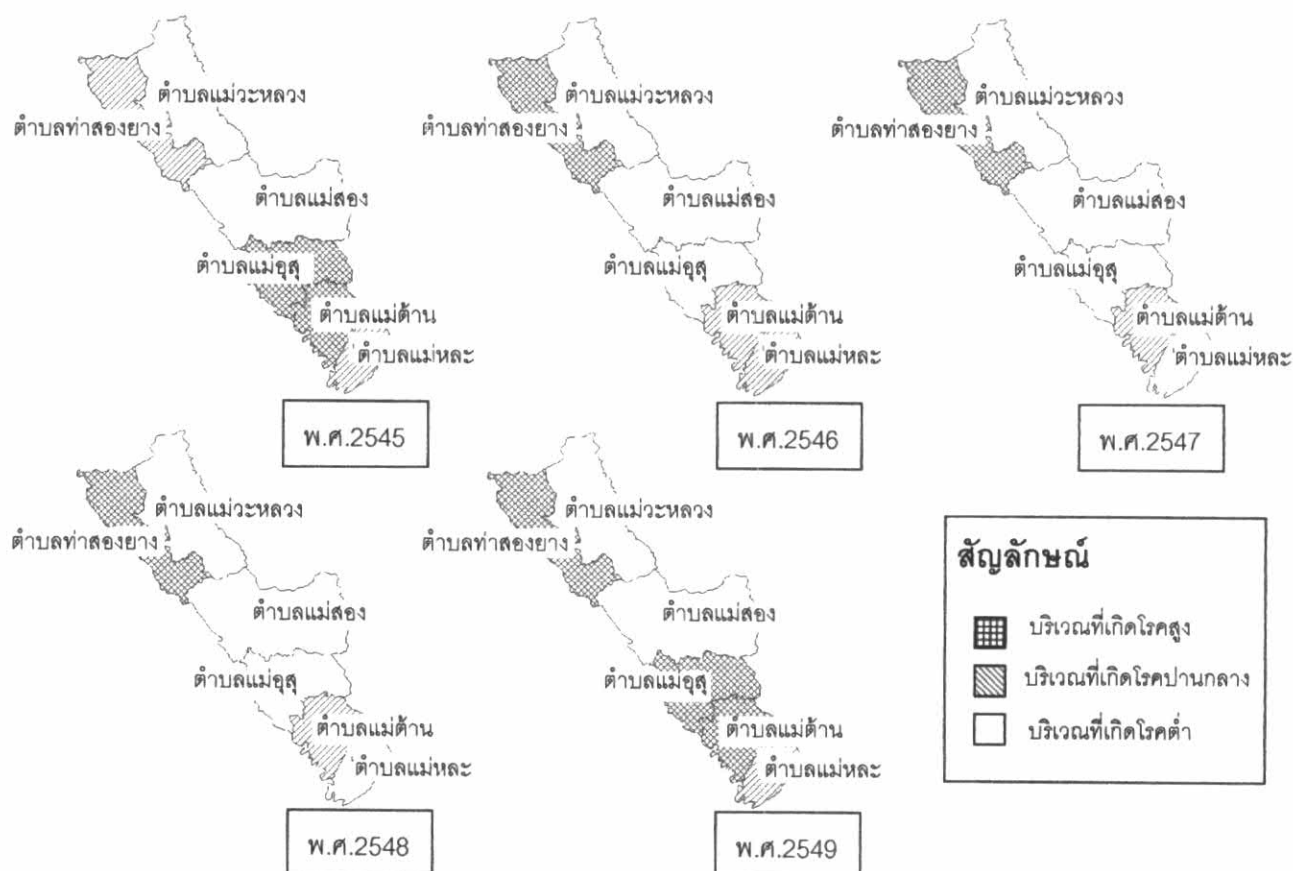 ตำบลแม่วะหลวง
ตำบลท่าสองยาง
ตำบลแม่สอง
ตำบลแม่อุสุ
ตำบลแม่ต้าน
ตำบลแม่หละ
พ.ศ.2545
ตำบลแม่วะหลวง
ตำบลท่าสองยาง
ตำบลแม่สอง
ตำบลแม่อุสุ
ตำบลแม่ต้าน
ตำบลแม่หละ
พ.ศ.2546
ตำบลแม่วะหลวง
ตำบลท่าสองยาง
ตำบลแม่สอง
ตำบลแม่อุสุ
ตำบลแม่ต้าน
ตำบลแม่หละ
พ.ศ.2547
ตำบลแม่วะหลวง
ตำบลท่าสองยาง
ตำบลแม่สอง
ตำบลแม่อุสุ
ตำบลแม่ต้าน
ตำบลแม่หละ
พ.ศ.2548
ตำบลแม่วะหลวง
ตำบลท่าสองยาง
ตำบลแม่สอง
ตำบลแม่อุสุ
ตำบลแม่ต้าน
ตำบลแม่หละ
พ.ศ.2549
สัญลักษณ์
บริเวณที่เกิดโรคสูง
บริเวณที่เกิดโรคปานกลาง
บริเวณที่เกิดโรคต่ำ